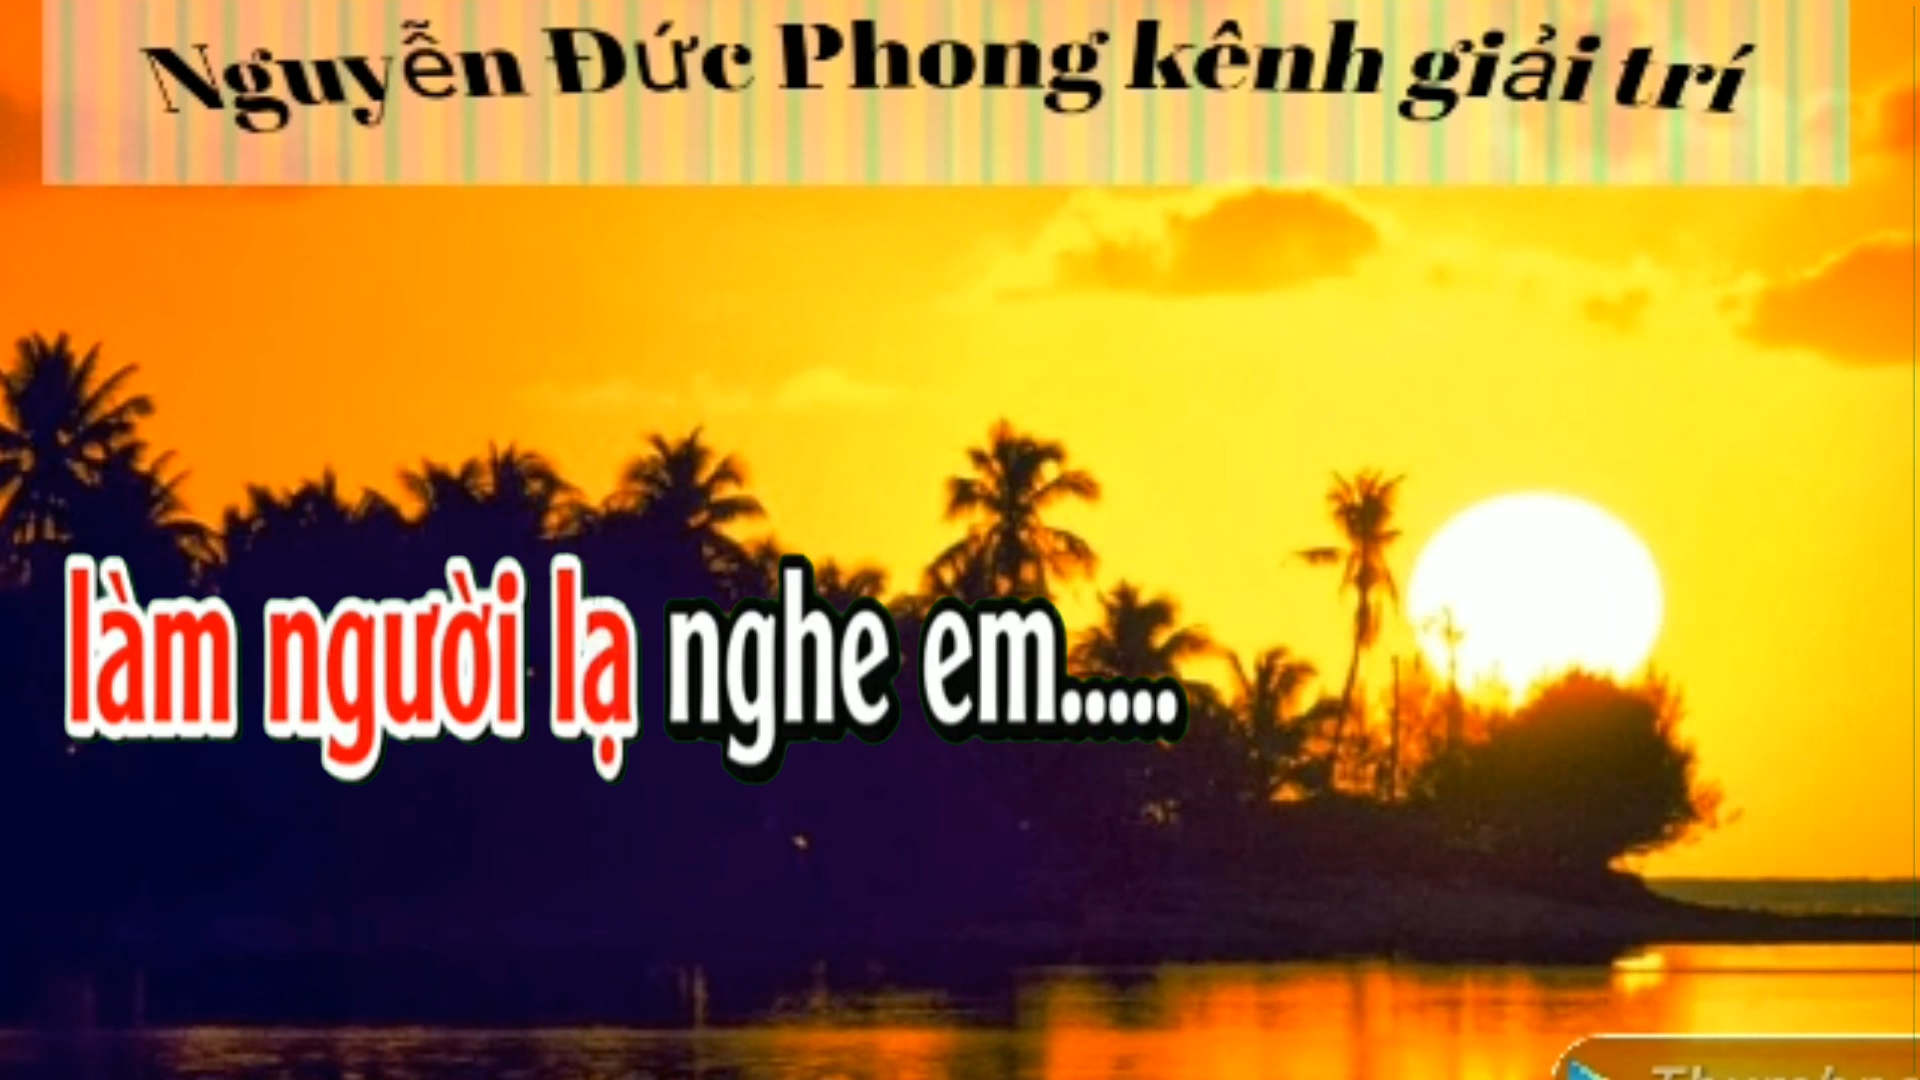 Nguyễn Đức Phong kênh giải trí
làm người lạ nghe em.....